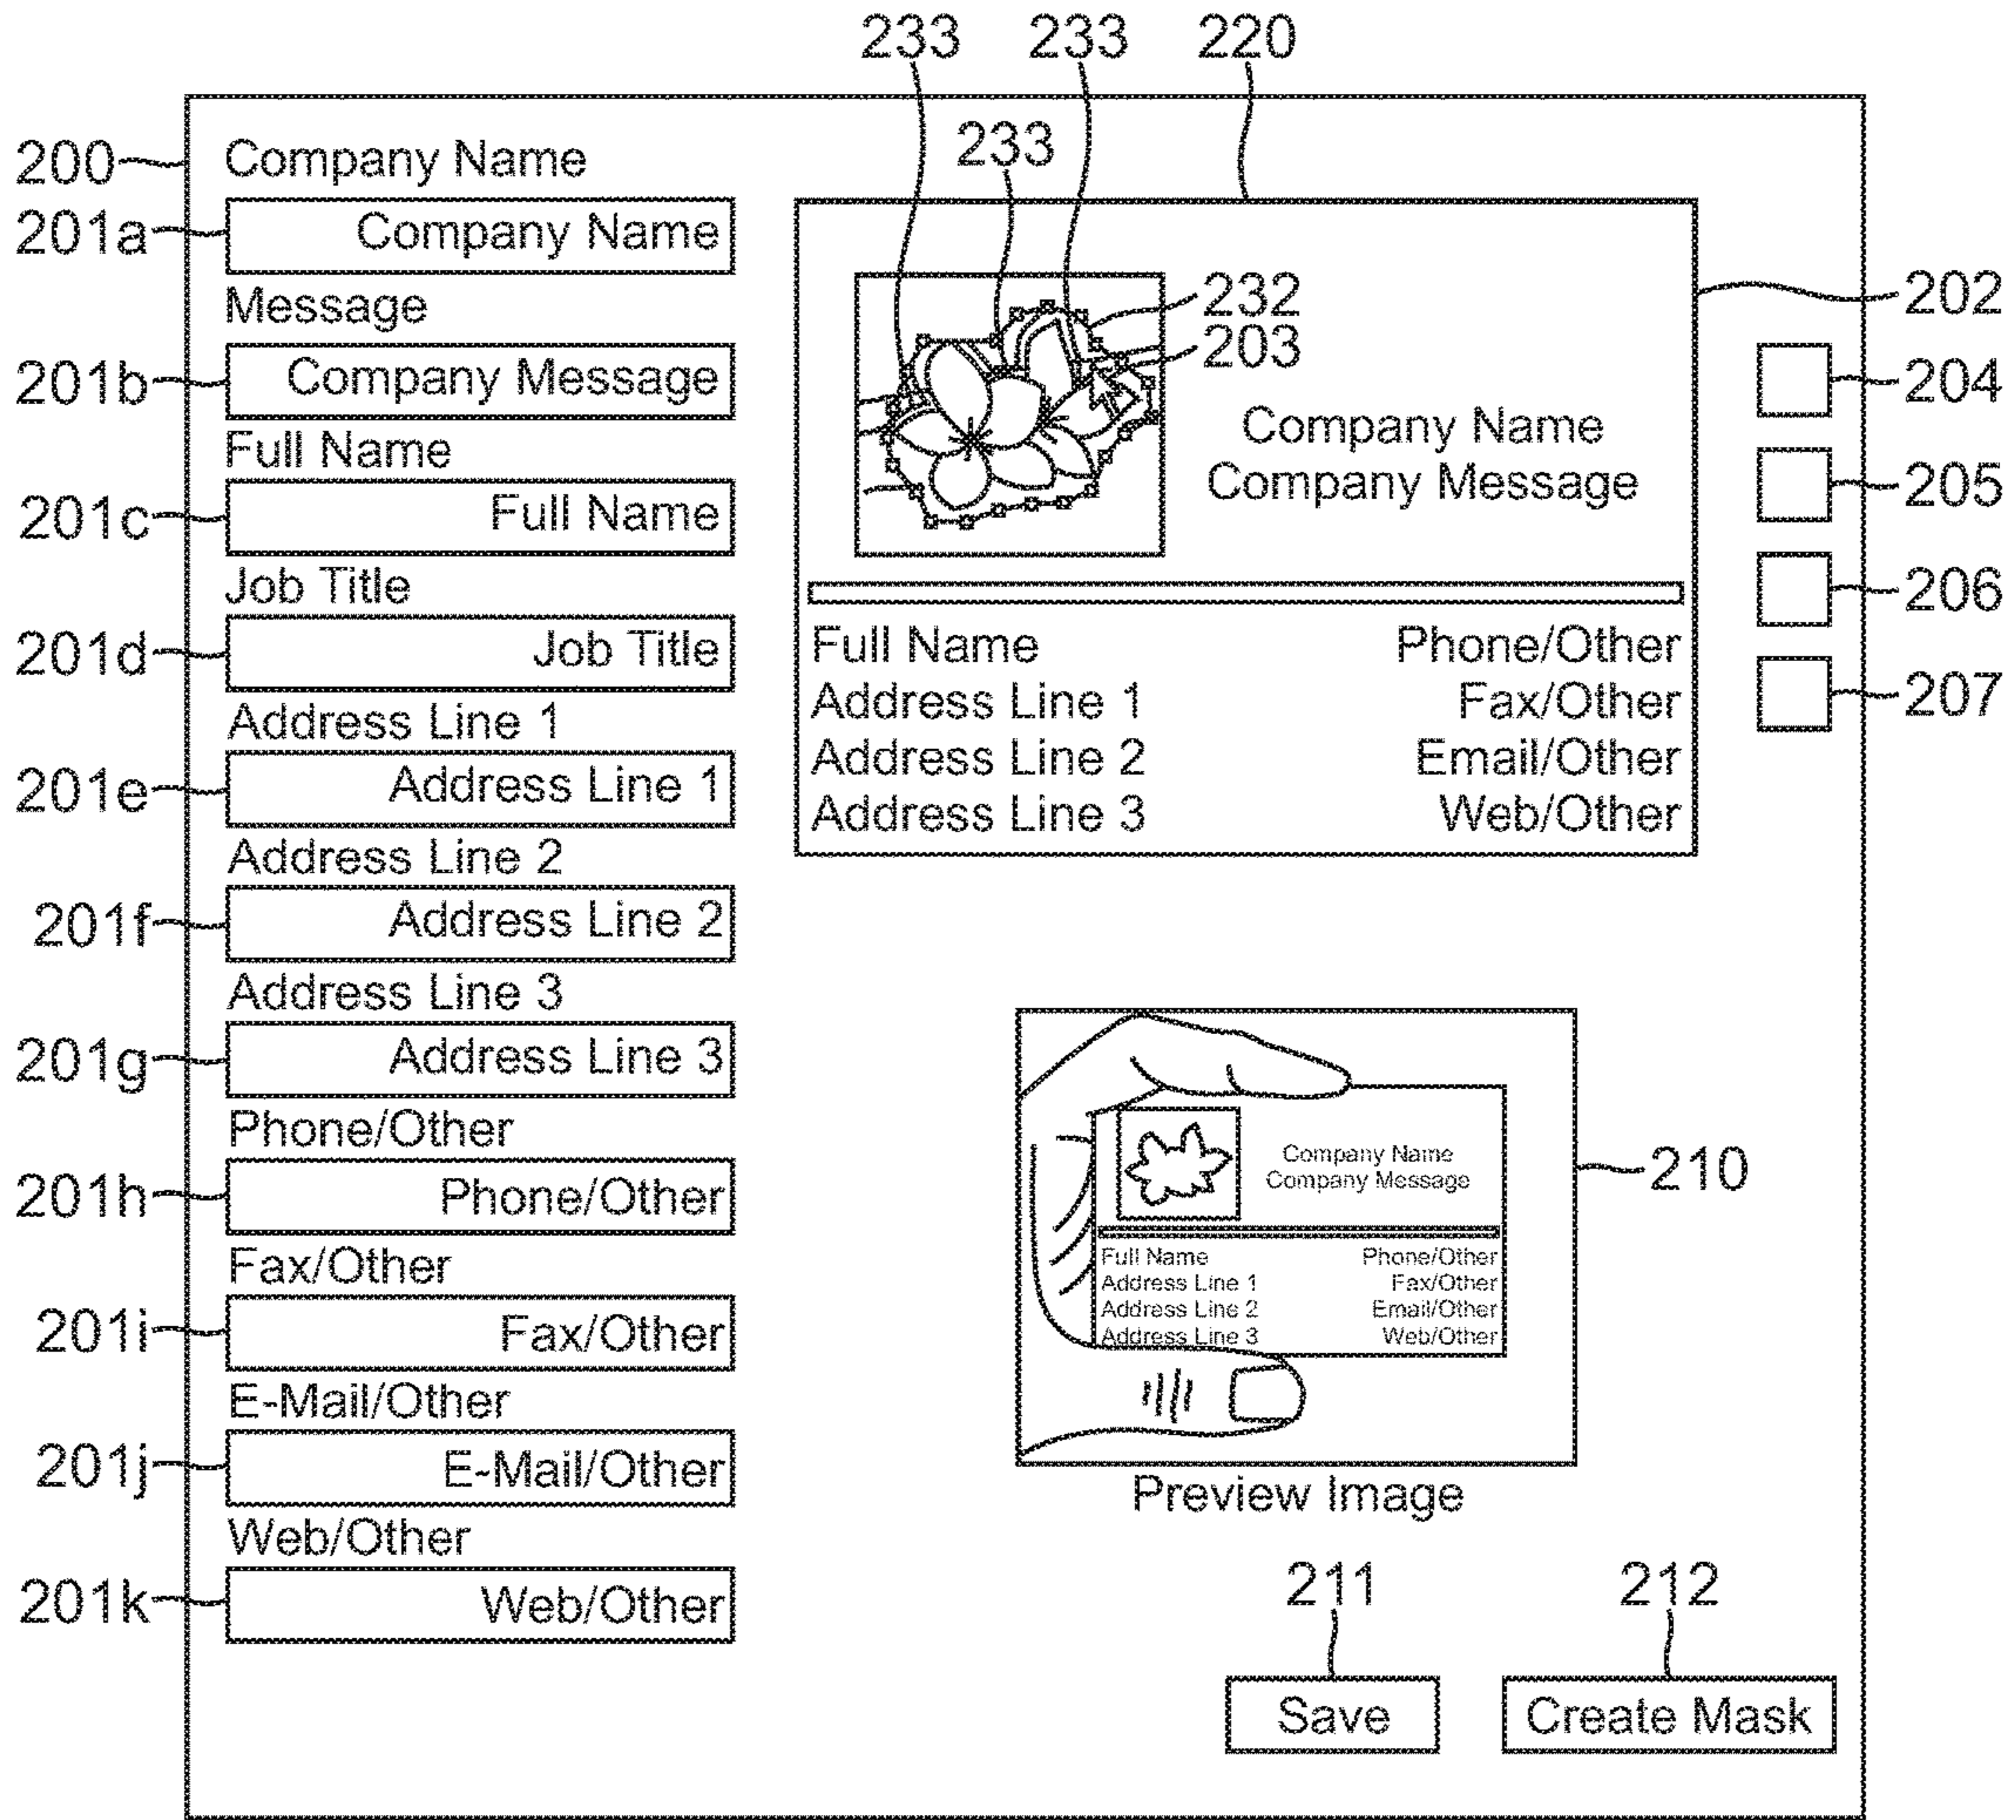 233 233 220
233
200 Company Name
201a Company Name
Message
201b Company Message
Full Name
201c Full Name
Job Title
201d Job Title
Address Line 1
201e Address Line 1
Address Line 2
201f Address Line 2
Address Line 3
201g Address Line 3
Phone/Other
201h Phone/Other
Fax/Other
201i Fax/Other
E-Mail/Other
201j E-Mail/Other
Web/Other
201k Web/Other
232
203
Company Name
Company Message
Full Name Phone/Other
Address Line 1 Fax/Other
Address Line 2 Email/Other
Address Line 3 Web/Other
202
204
205
206
207
Company Name
Company Message
Full Name Phone/Other
Address Line 1 Fax/Other
Address Line 2 Email/Other
Address Line 3 Web/Other
210
Preview Image
211 212
Save Create Mask